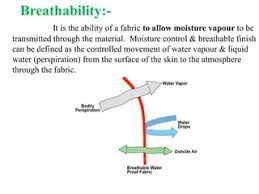 Breathability:-
It is the ability of a fabric to allow moisture vapour to be
transmitted through the material. Moisture control & breathable finish
can be defined as the controlled movement of water vapour & liquid
water (perspiration) from the surface of the skin to the atmosphere
through the fabric.
Water Vapor
Bodily
Perspiration
Water
Drops
Outside Air
Breathable Water
Proof Fabric